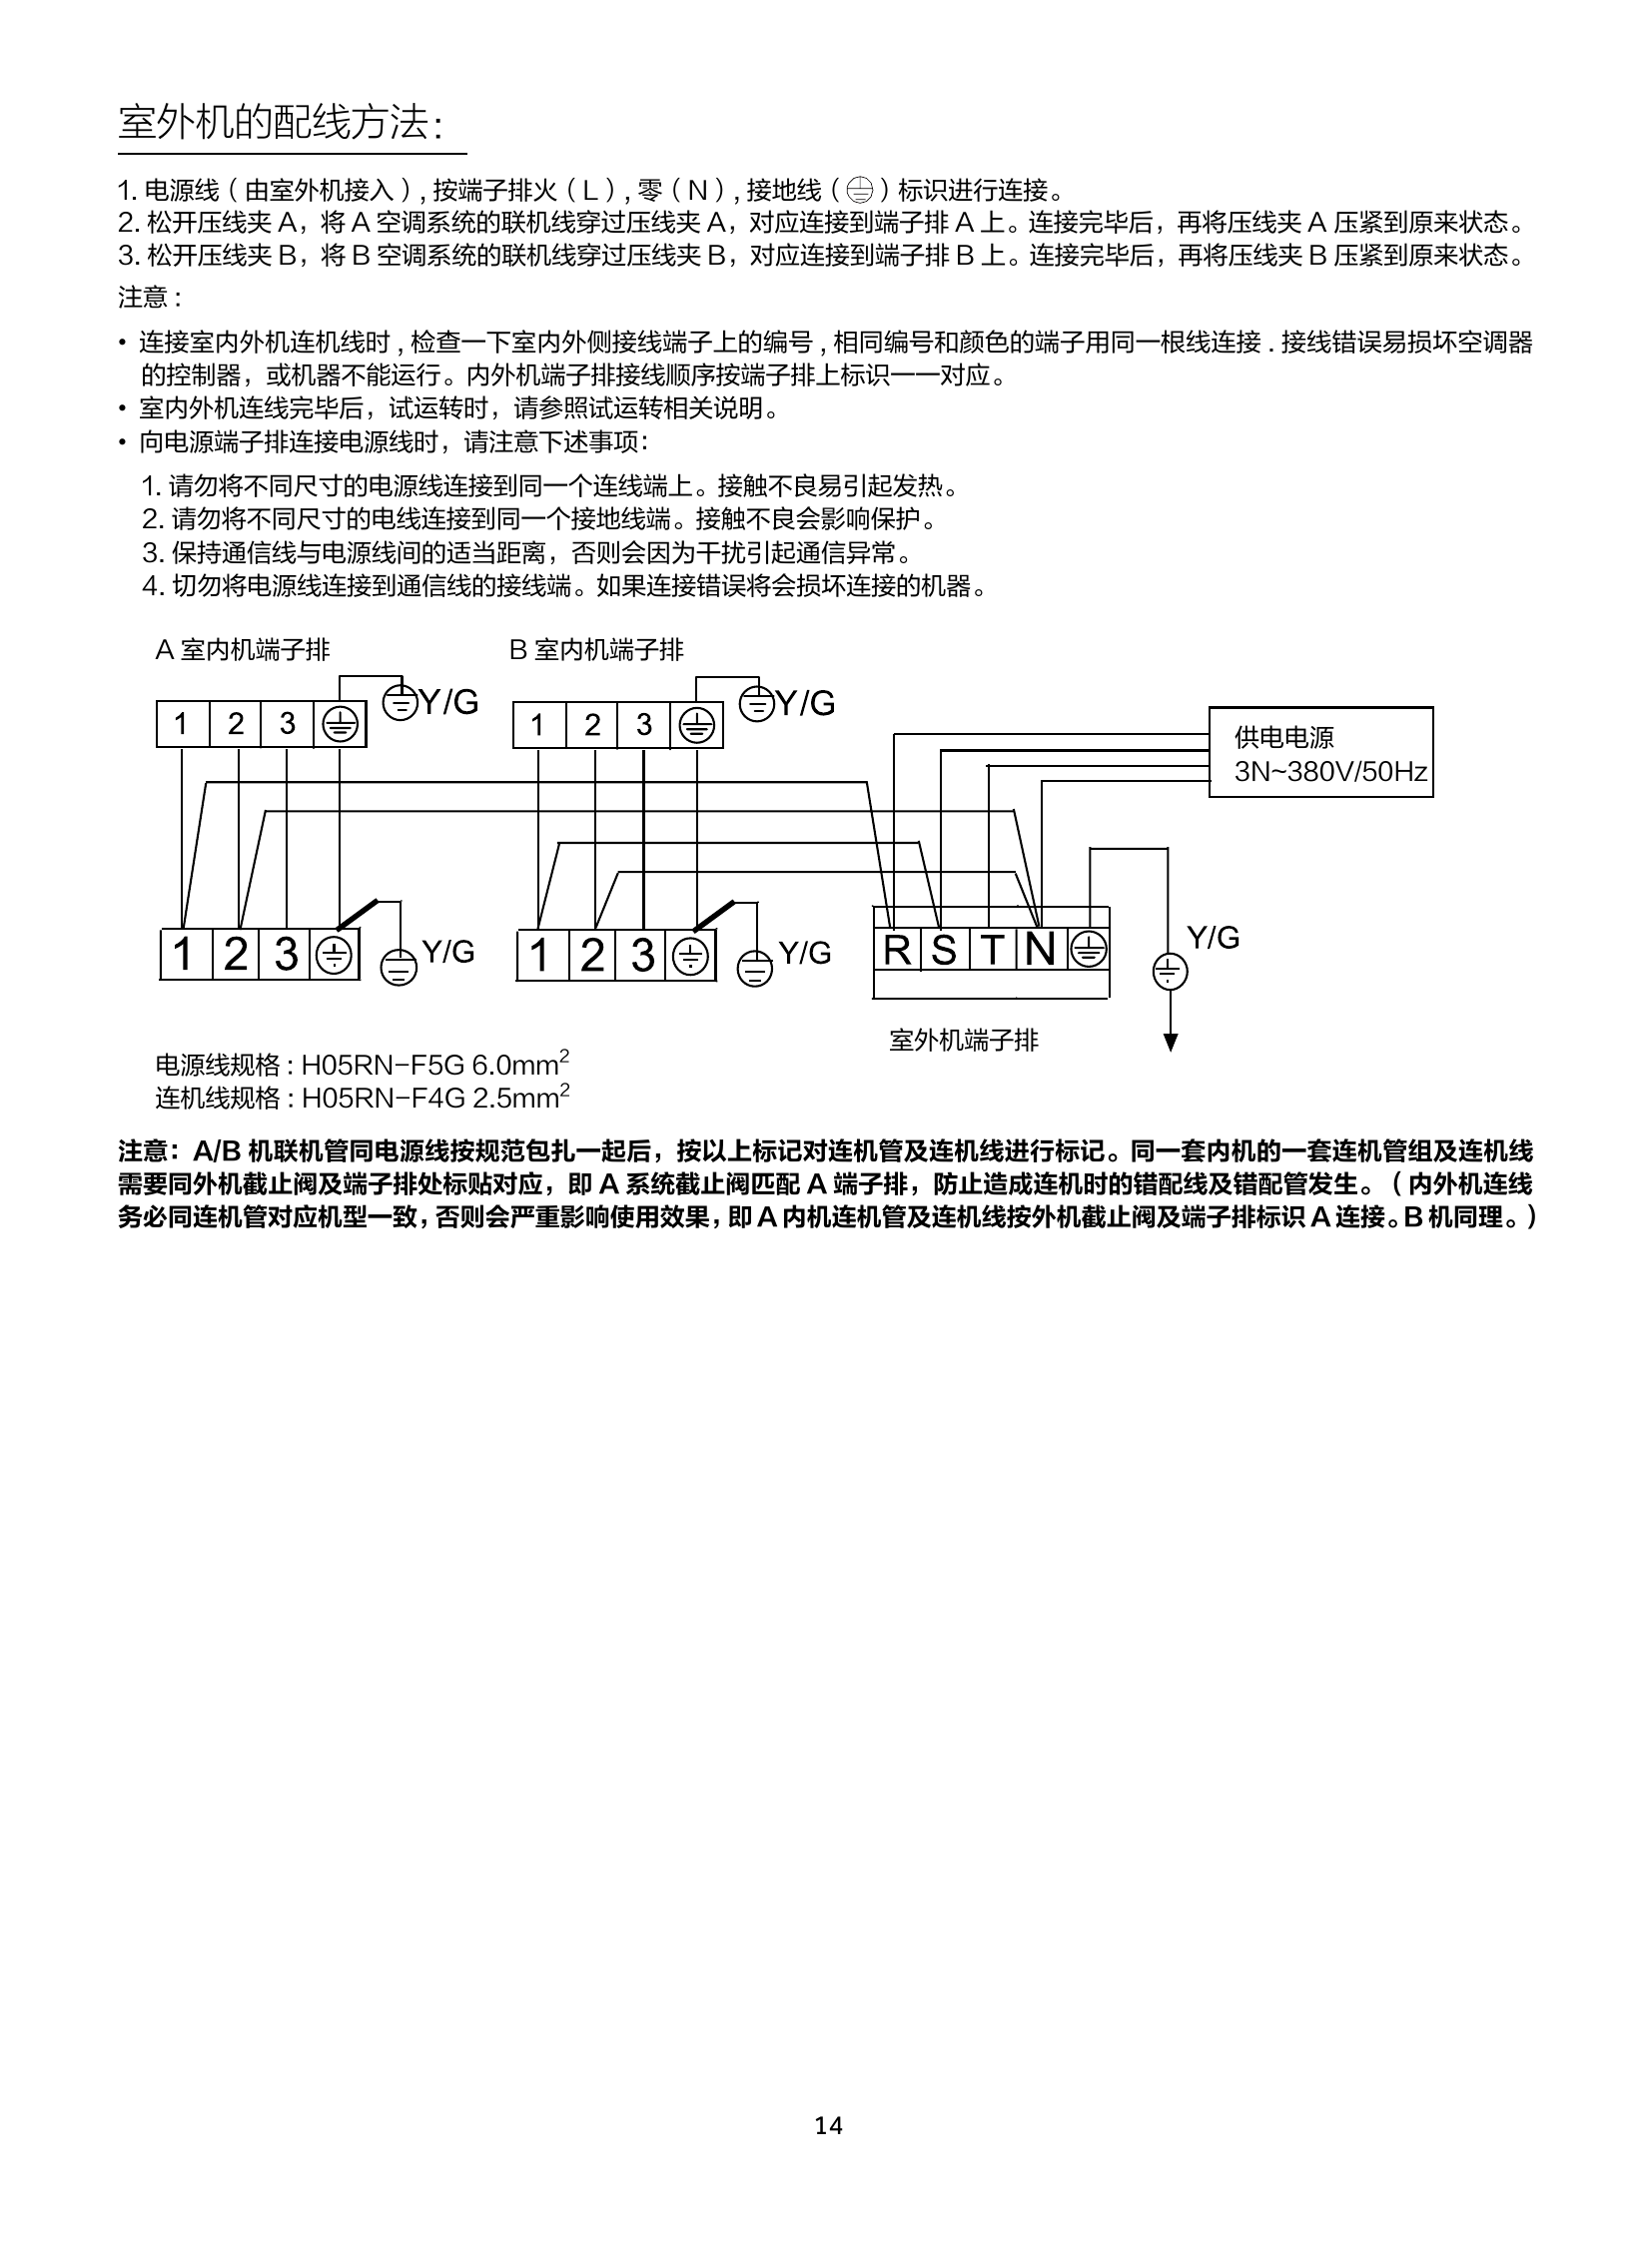 室外机的配线方法：
1. 电源线（由室外机接入）, 按端子排火（L）, 零（N）, 接地线（）标识进行连接。
2. 松开压线夹 A，将 A 空调系统的联机线穿过压线夹 A，对应连接到端子排 A 上。连接完毕后，再将压线夹 A 压紧到原来状态。
3. 松开压线夹 B，将 B 空调系统的联机线穿过压线夹 B，对应连接到端子排 B 上。连接完毕后，再将压线夹 B 压紧到原来状态。
注意：
• 连接室内外机连机线时 , 检查一下室内外侧接线端子上的编号 , 相同编号和颜色的端子用同一根线连接 . 接线错误易损坏空调器
的控制器，或机器不能运行。内外机端子排接线顺序按端子排上标识一一对应。
• 室内外机连线完毕后，试运转时，请参照试运转相关说明。
• 向电源端子排连接电源线时，请注意下述事项：
1. 请勿将不同尺寸的电源线连接到同一个连线端上。接触不良易引起发热。
2. 请勿将不同尺寸的电线连接到同一个接地线端。接触不良会影响保护。
3. 保持通信线与电源线间的适当距离，否则会因为干扰引起通信异常。
4. 切勿将电源线连接到通信线的接线端。如果连接错误将会损坏连接的机器。
A 室内机端子排 B 室内机端子排
1 2 3 Y/G 1 2 3 Y/G
供电电源
3N~380V/50Hz
1 2 3 Y/G 1 2 3 Y/G R S T N Y/G
室外机端子排
电源线规格 : H05RN-F5G 6.0mm²
连机线规格 : H05RN-F4G 2.5mm²
注意：A/B 机联机管同电源线按规范包扎一起后，按以上标记对连机管及连机线进行标记。同一套内机的一套连机管组及连机线
需要同外机截止阀及端子排处标贴对应，即 A 系统截止阀匹配 A 端子排，防止造成连机时的错配线及错配管发生。（内外机连线
务必同连机管对应机型一致，否则会严重影响使用效果，即 A 内机连机管及连机线按外机截止阀及端子排标识 A 连接。B 机同理。）
14